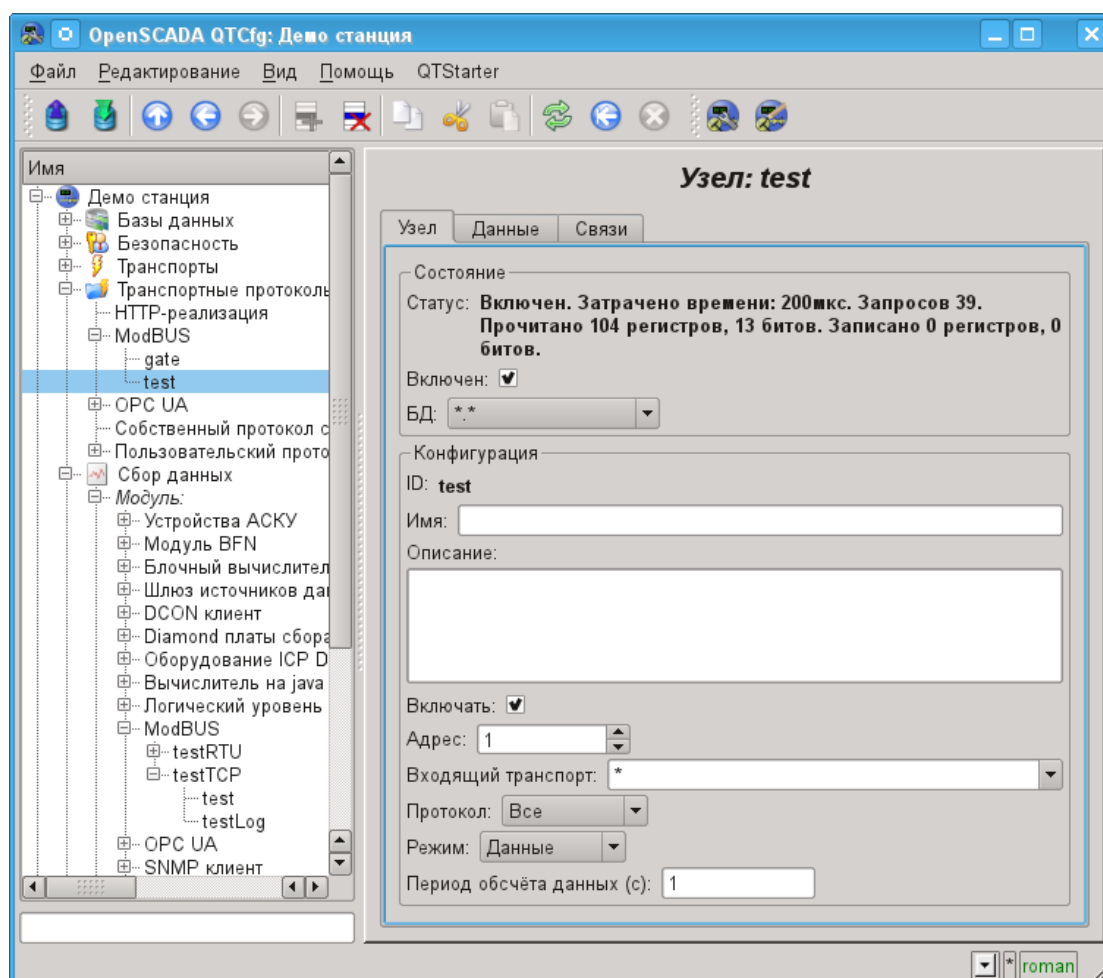 OpenSCADA QTCfg: Демо станция
Файл Редактирование Вид Помощь QTStarter
Имя
Демо станция
Базы данных
Безопасность
Транспорты
Транспортные протоколь
HTTP-реализация
ModBUS
gate
test
OPC UA
Собственный протокол с
Пользовательский прото
Сбор данных
Модуль:
Устройства АСКУ
Модуль BFN
Блочный вычислител
Шлюз источников дан
DCON клиент
Diamond платы сбора
Оборудование ICP D
Вычислитель на java
Логический уровень
ModBUS
testRTU
testTCP
test
testLog
OPC UA
SNMP клиент
Узел: test
Узел Данные Связи
Состояние
Статус: Включен. Затрачено времени: 200мкс. Запросов 39.
Прочитано 104 регистров, 13 битов. Записано 0 регистров, 0
битов.
Включен:
БД: *.*
Конфигурация
ID: test
Имя:
Описание:
Включать:
Адрес: 1
Входящий транспорт: *
Протокол: Все
Режим: Данные
Период обсчёта данных (с): 1
* roman